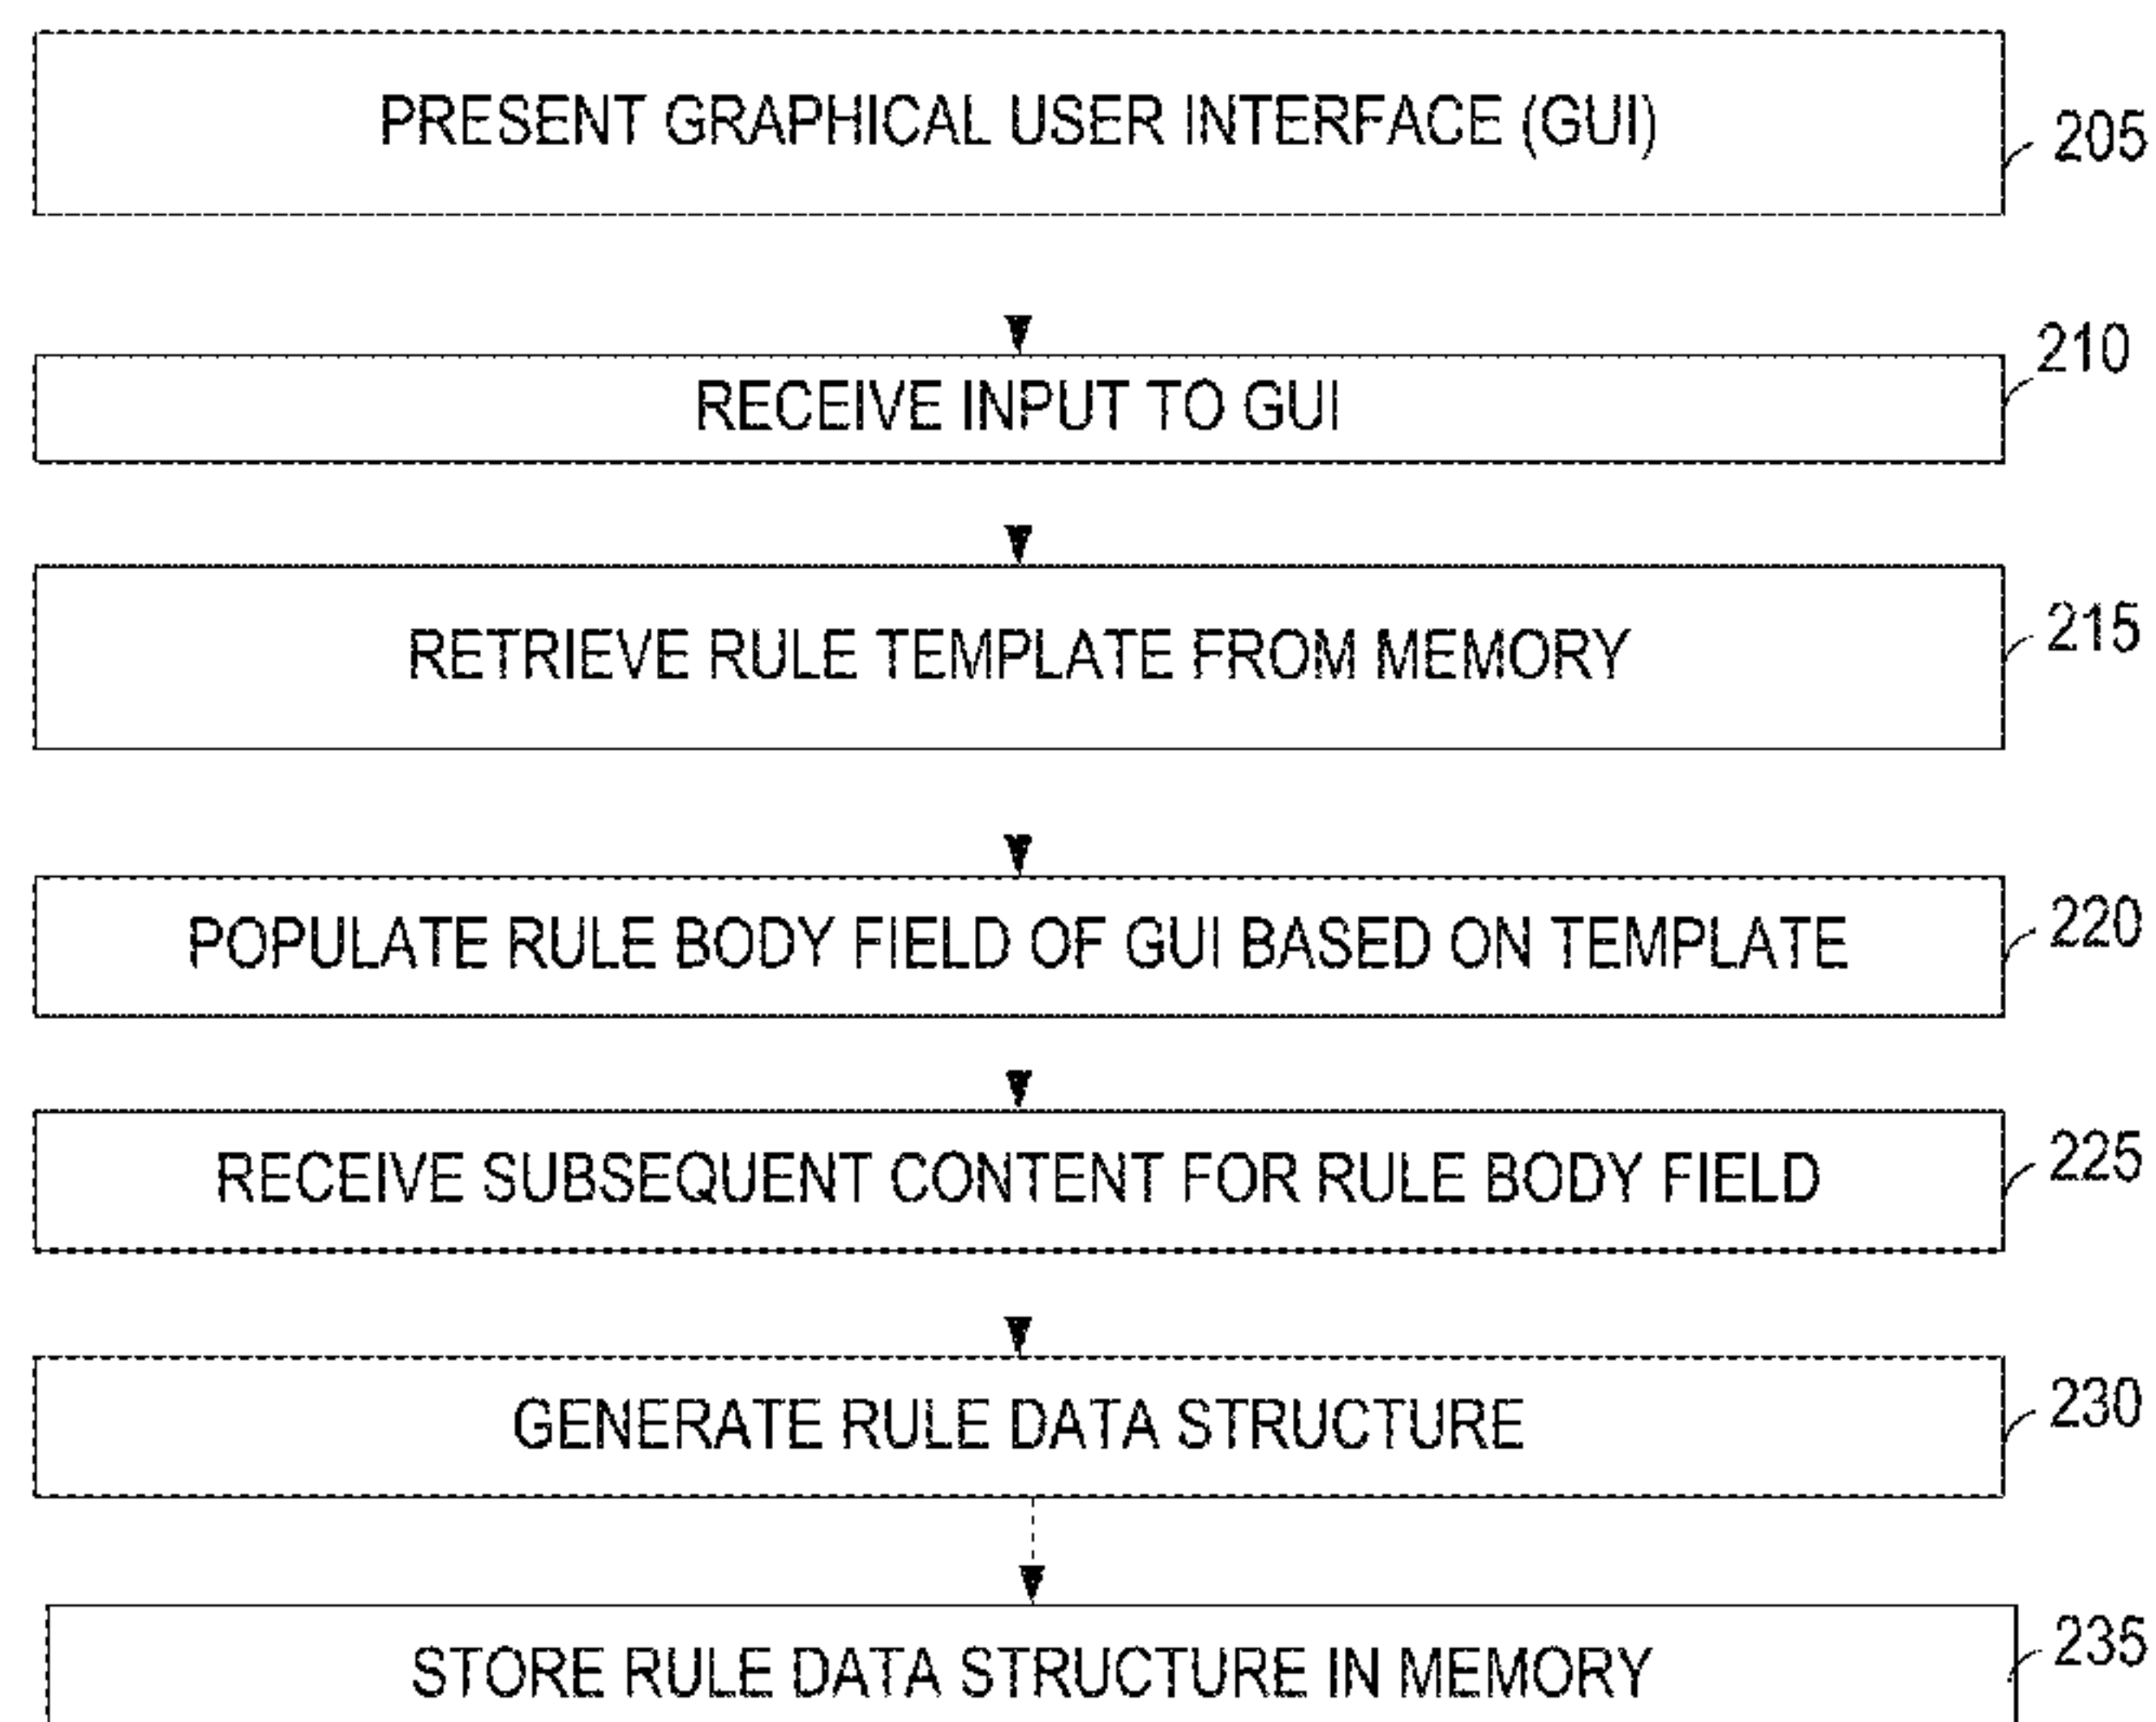 PRESENT GRAPHICAL USER INTERFACE (GUI)
205
RECEIVE INPUT TO GUI
210
RETRIEVE RULE TEMPLATE FROM MEMORY
215
POPULATE RULE BODY FIELD OF GUI BASED ON TEMPLATE
220
RECEIVE SUBSEQUENT CONTENT FOR RULE BODY FIELD
225
GENERATE RULE DATA STRUCTURE
230
STORE RULE DATA STRUCTURE IN MEMORY
235